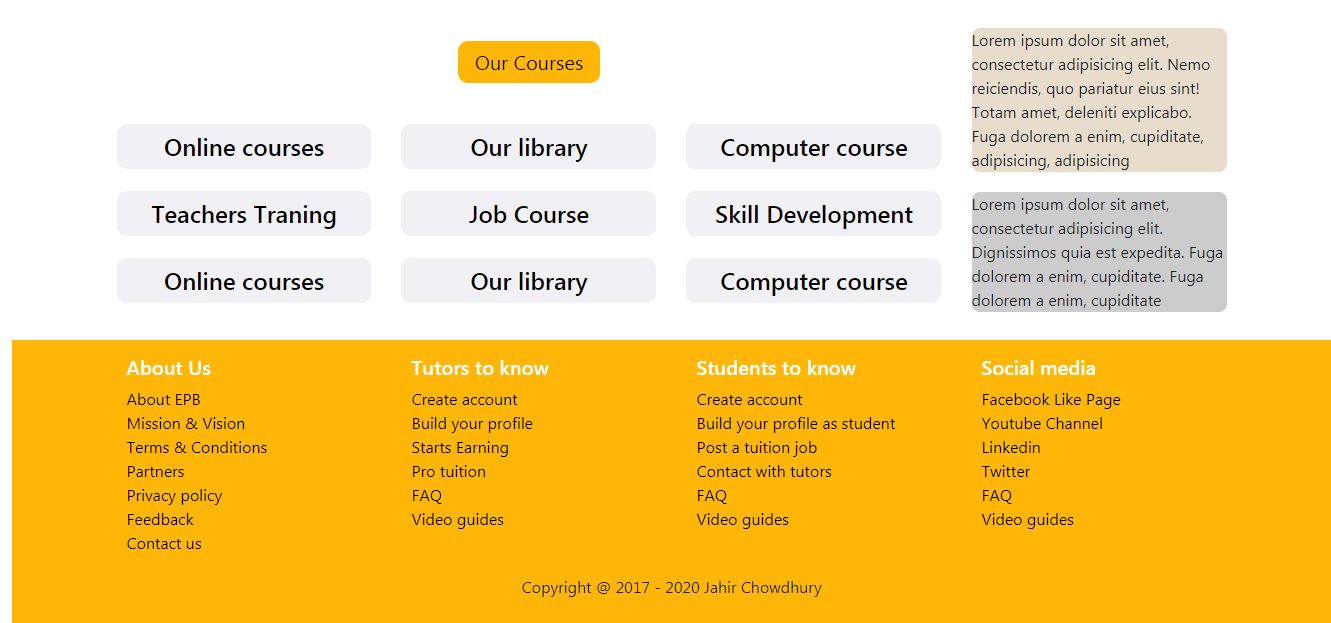 Our Courses
Online courses
Our library
Computer course
Teachers Traning
Job Course
Skill Development
Online courses
Our library
Computer course
Lorem ipsum dolor sit amet,
consectetur adipisicing elit. Nemo
reiciendis, quo pariatur eius sint!
Totam amet, deleniti explicabo.
Fuga dolorem a enim, cupiditate,
adipisicing, adipisicing
Lorem ipsum dolor sit amet,
consectetur adipisicing elit.
Dignissimos quia est expedita. Fuga
dolorem a enim, cupiditate. Fuga
dolorem a enim, cupiditate
About Us
About EPB
Mission & Vision
Terms & Conditions
Partners
Privacy policy
Feedback
Contact us
Tutors to know
Create account
Build your profile
Starts Earning
Pro tuition
FAQ
Video guides
Students to know
Create account
Build your profile as student
Post a tuition job
Contact with tutors
FAQ
Video guides
Social media
Facebook Like Page
Youtube Channel
Linkedin
Twitter
FAQ
Video guides
Copyright @ 2017 - 2020 Jahir Chowdhury